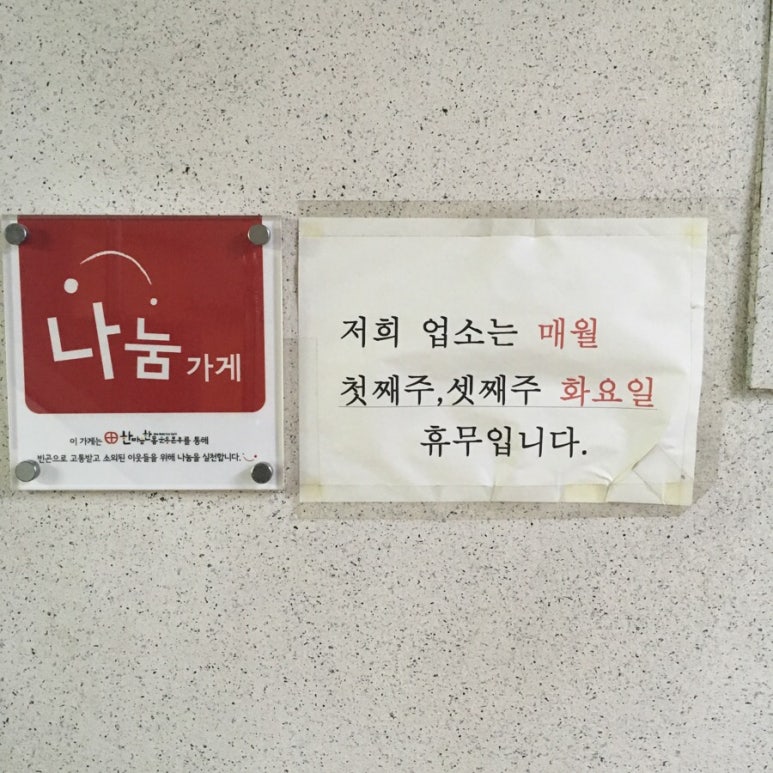 나눔 가게
이 가게는 한마음한몸운동본부를 통해
빈곤으로 고통받고 소외된 이웃들을 위해 나눔을 실천합니다.
저희 업소는 매월
첫째주,셋째주 화요일
휴무입니다.